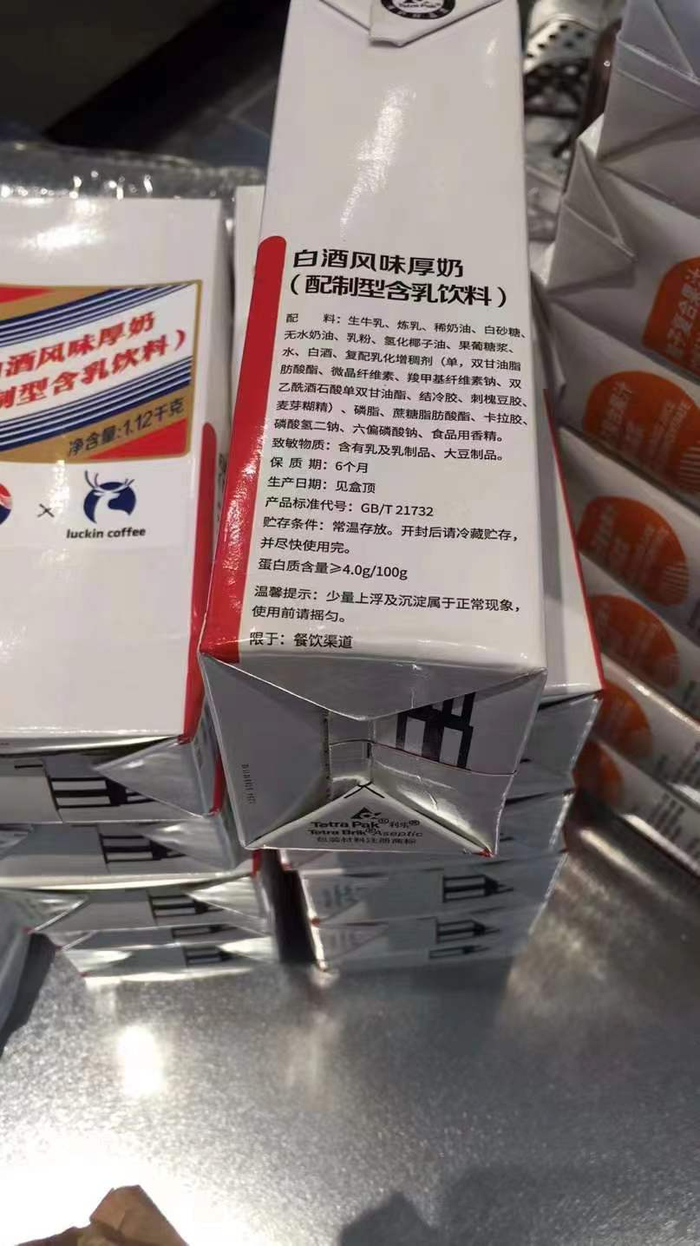 Tetra Pak
白酒风味厚奶
（配制型含乳饮料）
配 料：生牛乳、炼乳、稀奶油、白砂糖、
无水奶油、乳粉、氢化椰子油、果葡糖浆、
水、白酒、复配乳化增稠剂（单，双甘油脂
肪酸酯、微晶纤维素、羧甲基纤维素钠、双
乙酰酒石酸单双甘油酯、结冷胶、刺槐豆胶、
麦芽糊精）、磷脂、蔗糖脂肪酸酯、卡拉胶、
磷酸氢二钠、六偏磷酸钠、食品用香精。
致敏物质：含有乳及乳制品、大豆制品。
保 质 期：6个月
生产日期：见盒顶
产品标准代号：GB/T 21732
贮存条件：常温存放。开封后请冷藏贮存，
并尽快使用完。
蛋白质含量≥4.0g/100g
温馨提示：少量上浮及沉淀属于正常现象，
使用前请摇匀。
限于：餐饮渠道
Tetra Pak® 利乐®
Tetra Brik® Aseptic
包装材料注册商标
酒风味厚奶
制型含乳饮料）
净含量:1.12千克
×
luckin coffee